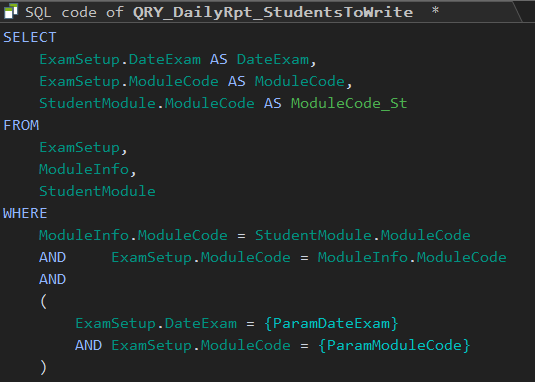 SQL code of QRY_DailyRpt_StudentsToWrite *
SELECT
ExamSetup.DateExam AS DateExam,
ExamSetup.ModuleCode AS ModuleCode,
StudentModule.ModuleCode AS ModuleCode_St
FROM
ExamSetup,
ModuleInfo,
StudentModule
WHERE
ModuleInfo.ModuleCode = StudentModule.ModuleCode
AND ExamSetup.ModuleCode = ModuleInfo.ModuleCode
AND
(
ExamSetup.DateExam = {ParamDateExam}
AND ExamSetup.ModuleCode = {ParamModuleCode}
)